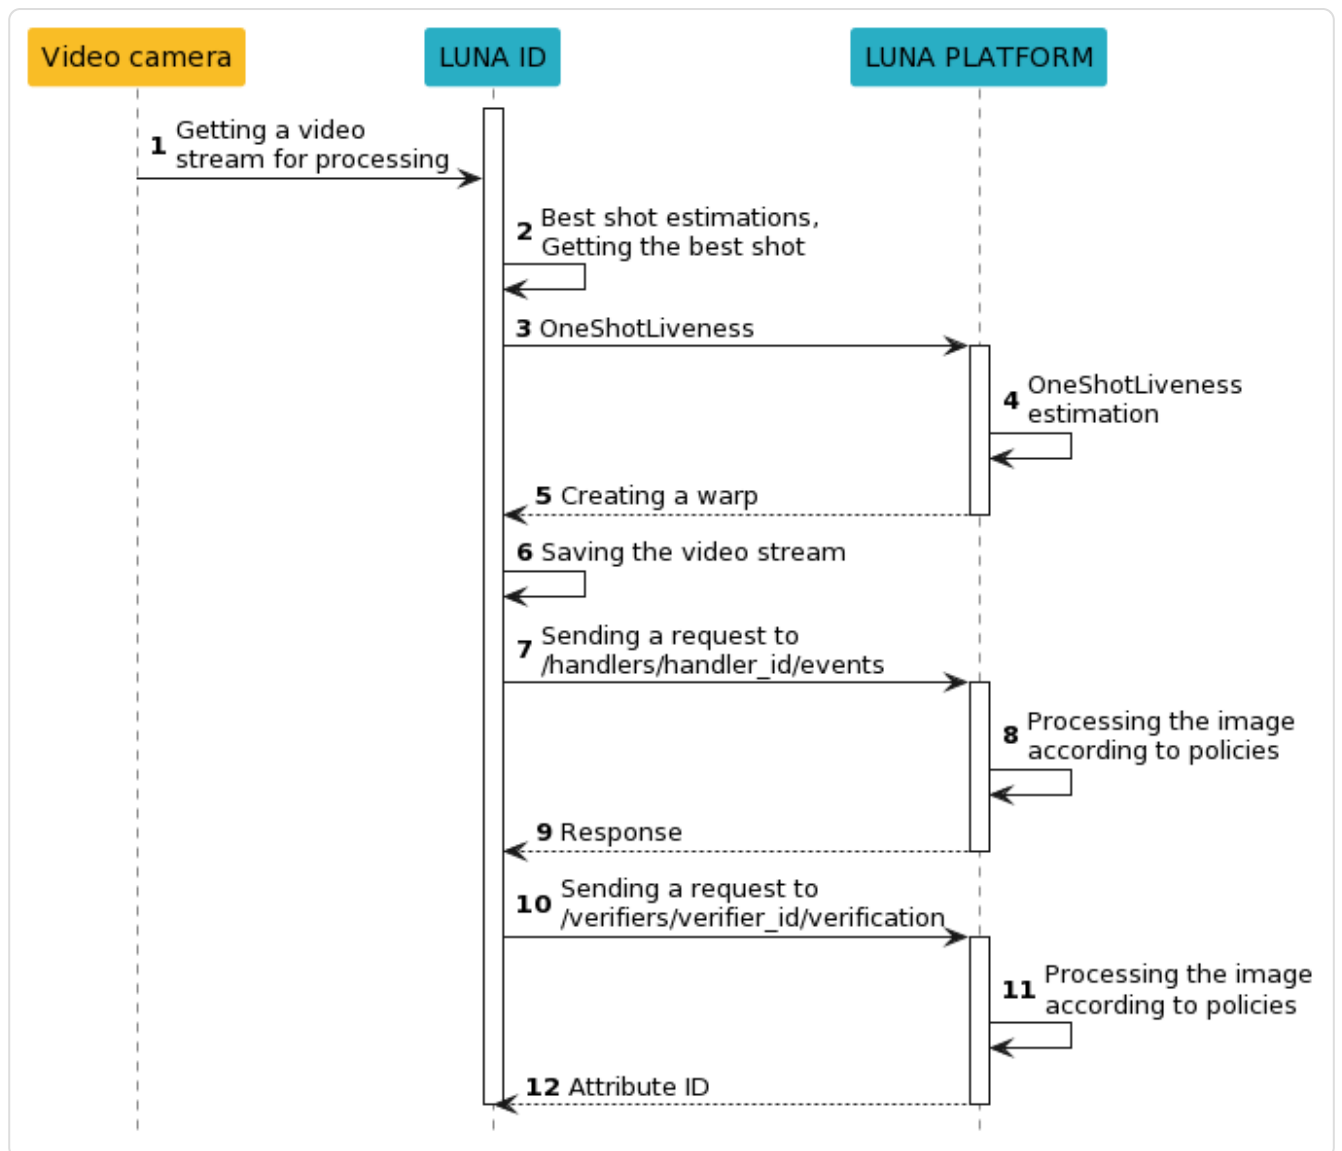 Video camera
LUNA ID
LUNA PLATFORM
1 Getting a video
stream for processing
2 Best shot estimations,
Getting the best shot
3 OneShotLiveness
4 OneShotLiveness
estimation
5 Creating a warp
6 Saving the video stream
7 Sending a request to
/handlers/handler_id/events
8 Processing the image
according to policies
9 Response
10 Sending a request to
/verifiers/verifier_id/verification
11 Processing the image
according to policies
12 Attribute ID